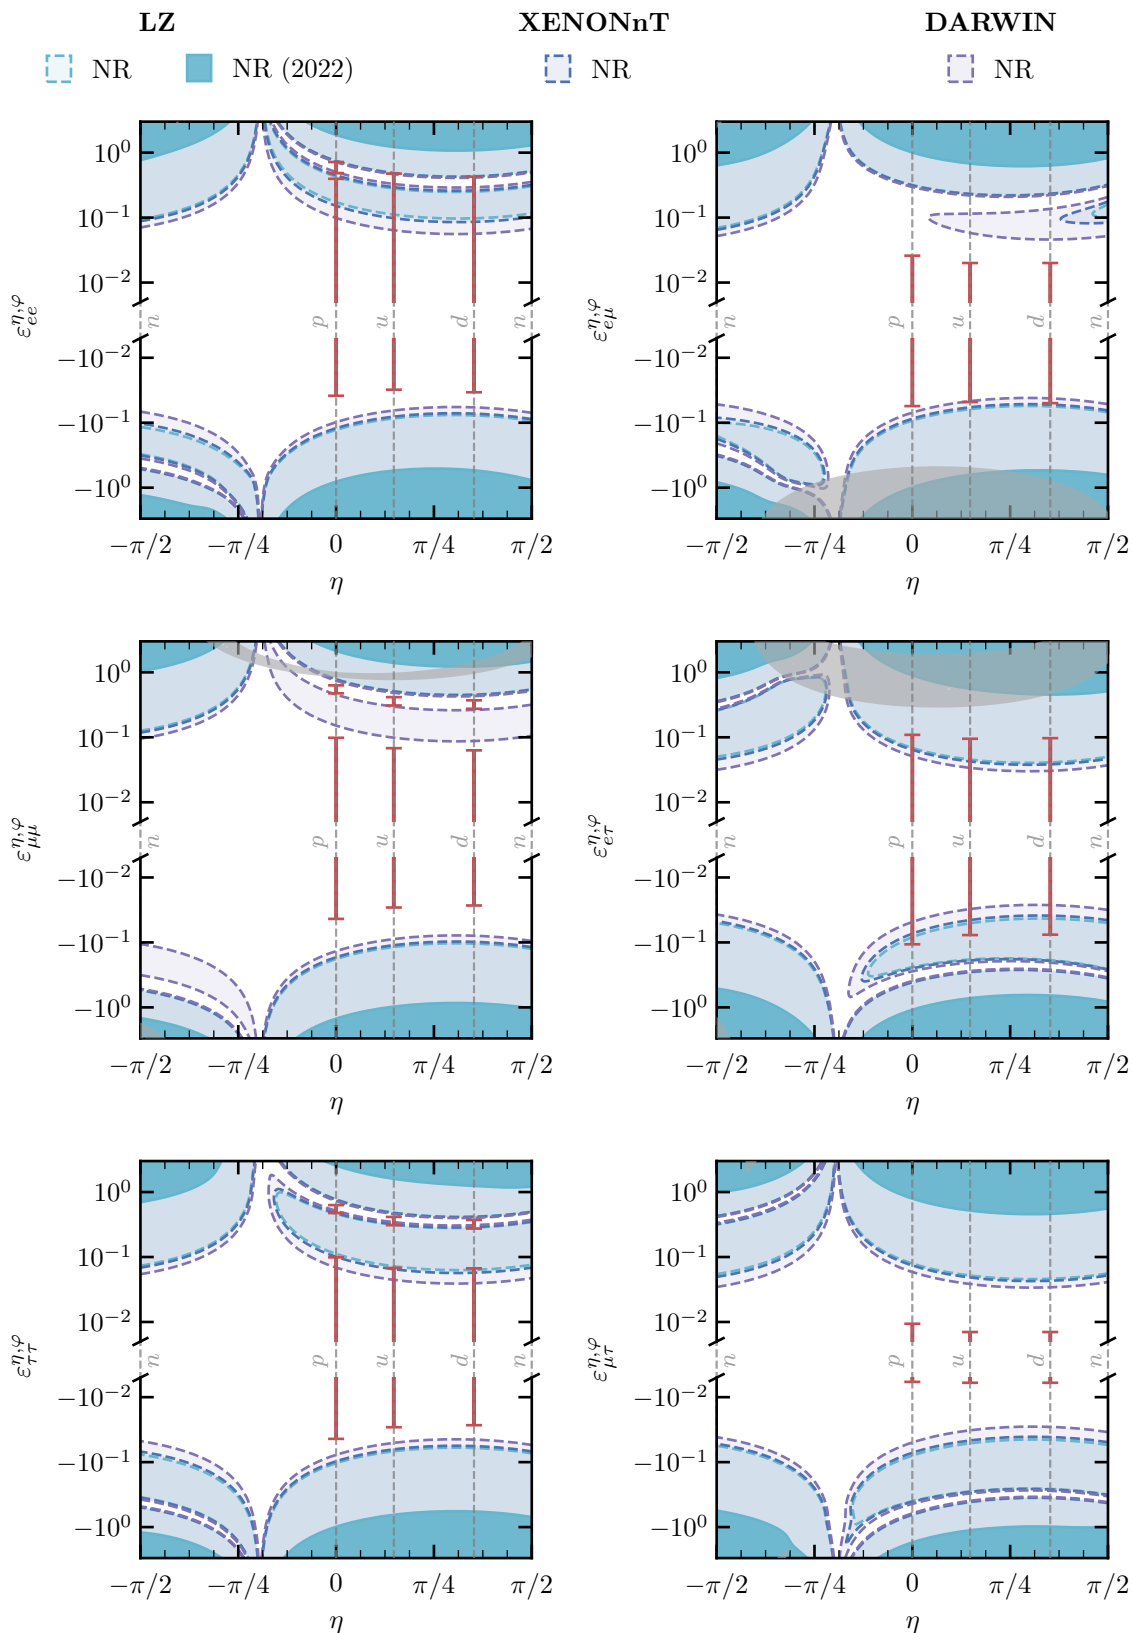 LZ XENONnT DARWIN
NR NR (2022) NR NR
10^0 10^0
10^{-1} 10^{-1}
10^{-2} 10^{-2}
ε_{ee}^{η,φ} n p u d n ε_{eμ}^{η,φ} n p u d n
−10^{-2} −10^{-2}
−10^{-1} −10^{-1}
−10^0 −10^0
−π/2 −π/4 0 π/4 π/2 −π/2 −π/4 0 π/4 π/2
η η
10^0 10^0
10^{-1} 10^{-1}
10^{-2} 10^{-2}
ε_{μμ}^{η,φ} n p u d n ε_{eτ}^{η,φ} n p u d n
−10^{-2} −10^{-2}
−10^{-1} −10^{-1}
−10^0 −10^0
−π/2 −π/4 0 π/4 π/2 −π/2 −π/4 0 π/4 π/2
η η
10^0 10^0
10^{-1} 10^{-1}
10^{-2} 10^{-2}
ε_{ττ}^{η,φ} n p u d n ε_{μτ}^{η,φ} n p u d n
−10^{-2} −10^{-2}
−10^{-1} −10^{-1}
−10^0 −10^0
−π/2 −π/4 0 π/4 π/2 −π/2 −π/4 0 π/4 π/2
η η